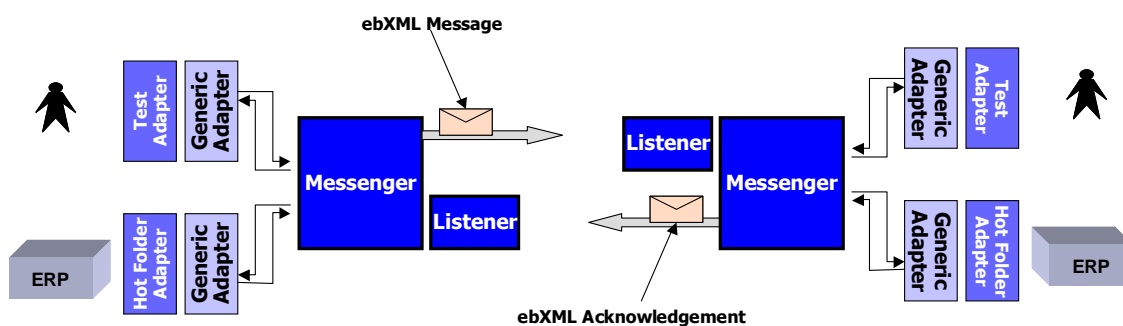 ebXML Message
Test
Adapter
Generic
Adapter
Messenger
Listener
Hot Folder
Adapter
Generic
Adapter
ERP
Listener
Messenger
Generic
Adapter
Test
Adapter
Generic
Adapter
Hot Folder
Adapter
ERP
ebXML Acknowledgement